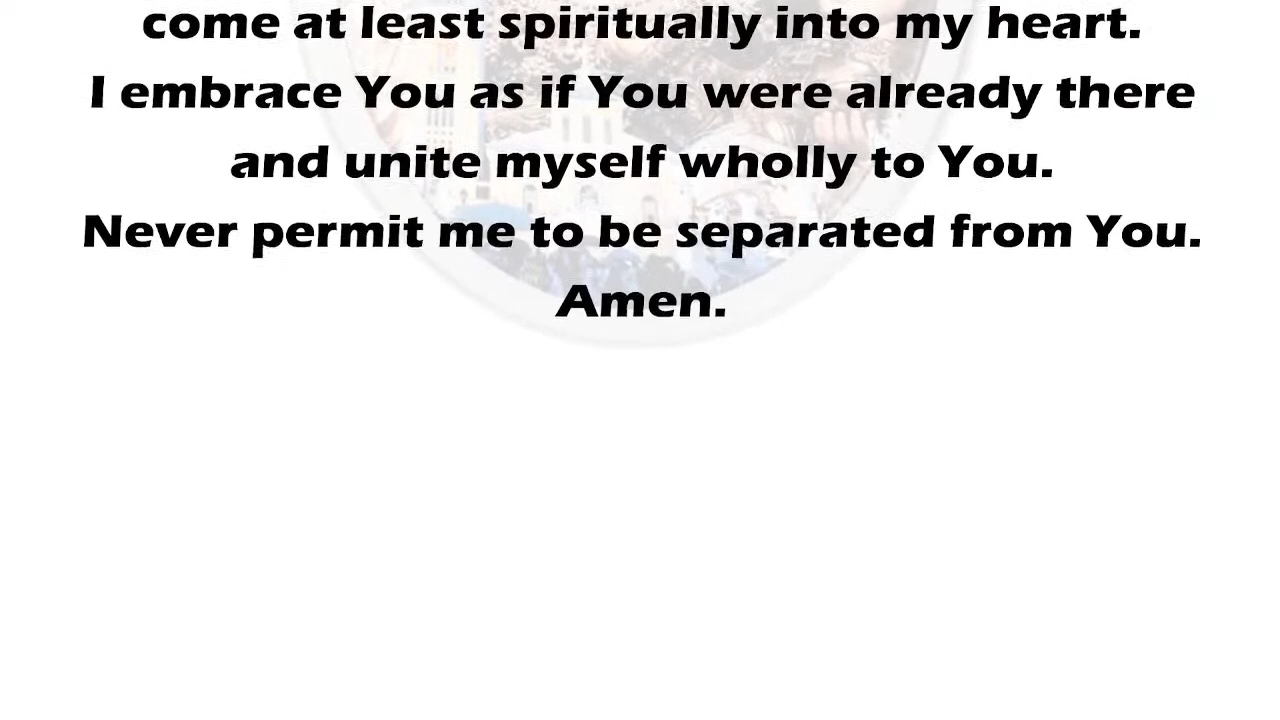 come at least spiritually into my heart.
I embrace You as if You were already there
and unite myself wholly to You.
Never permit me to be separated from You.
Amen.